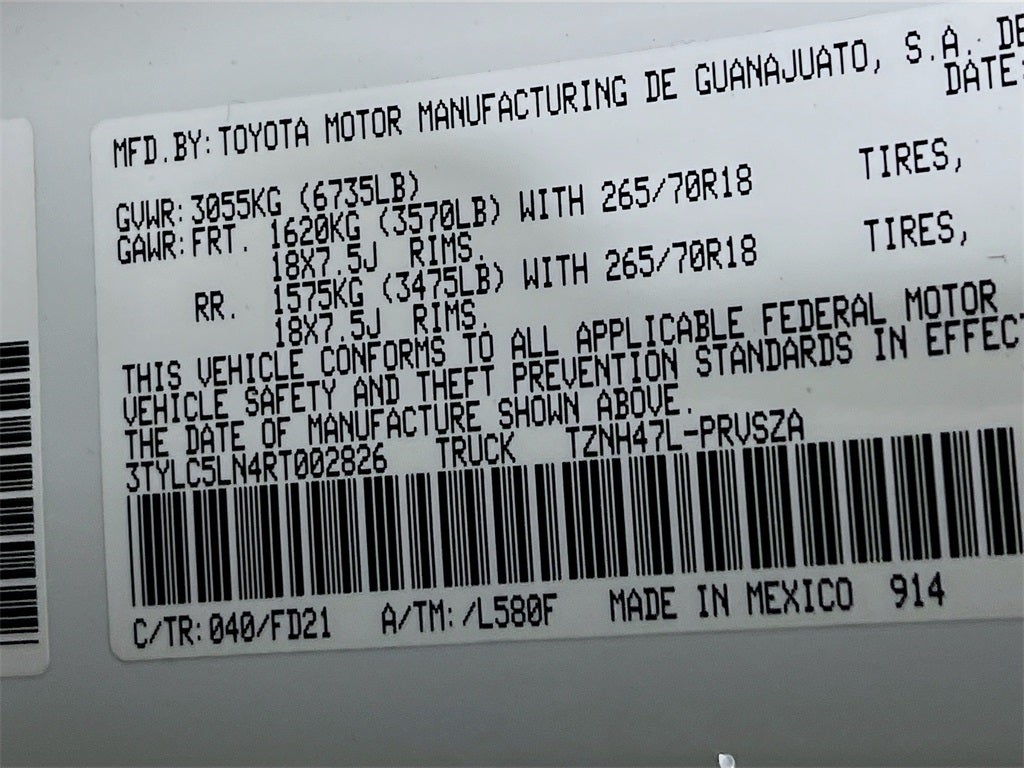 MFD.BY:TOYOTA MOTOR MANUFACTURING DE GUANAJUATO, S.A. DE
DATE:
GVWR:3055KG (6735LB)
GAWR:FRT. 1620KG (3570LB) WITH 265/70R18 TIRES,
18X7.5J RIMS.
RR. 1575KG (3475LB) WITH 265/70R18 TIRES,
18X7.5J RIMS.
THIS VEHICLE CONFORMS TO ALL APPLICABLE FEDERAL MOTOR
VEHICLE SAFETY AND THEFT PREVENTION STANDARDS IN EFFECT
THE DATE OF MANUFACTURE SHOWN ABOVE.
3TYLC5LN4RT002826 TRUCK TZNH47L-PRVSZA
C/TR:040/FD21 A/TM:/L580F MADE IN MEXICO 914